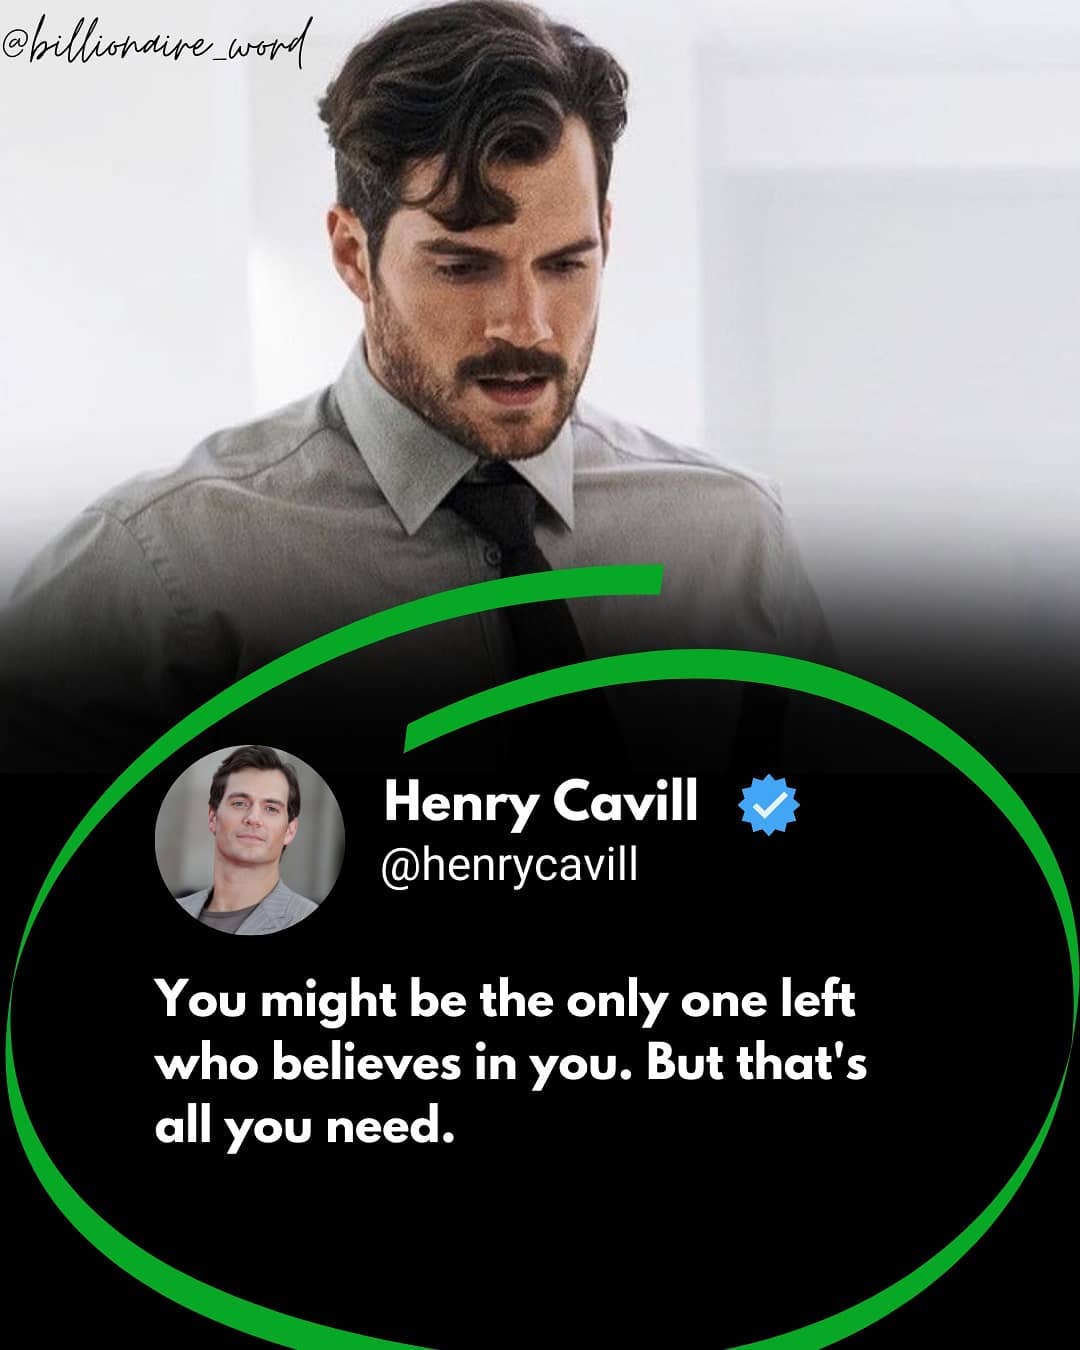 @billionaire_word
Henry Cavill
@henrycavill
You might be the only one left
who believes in you. But that's
all you need.